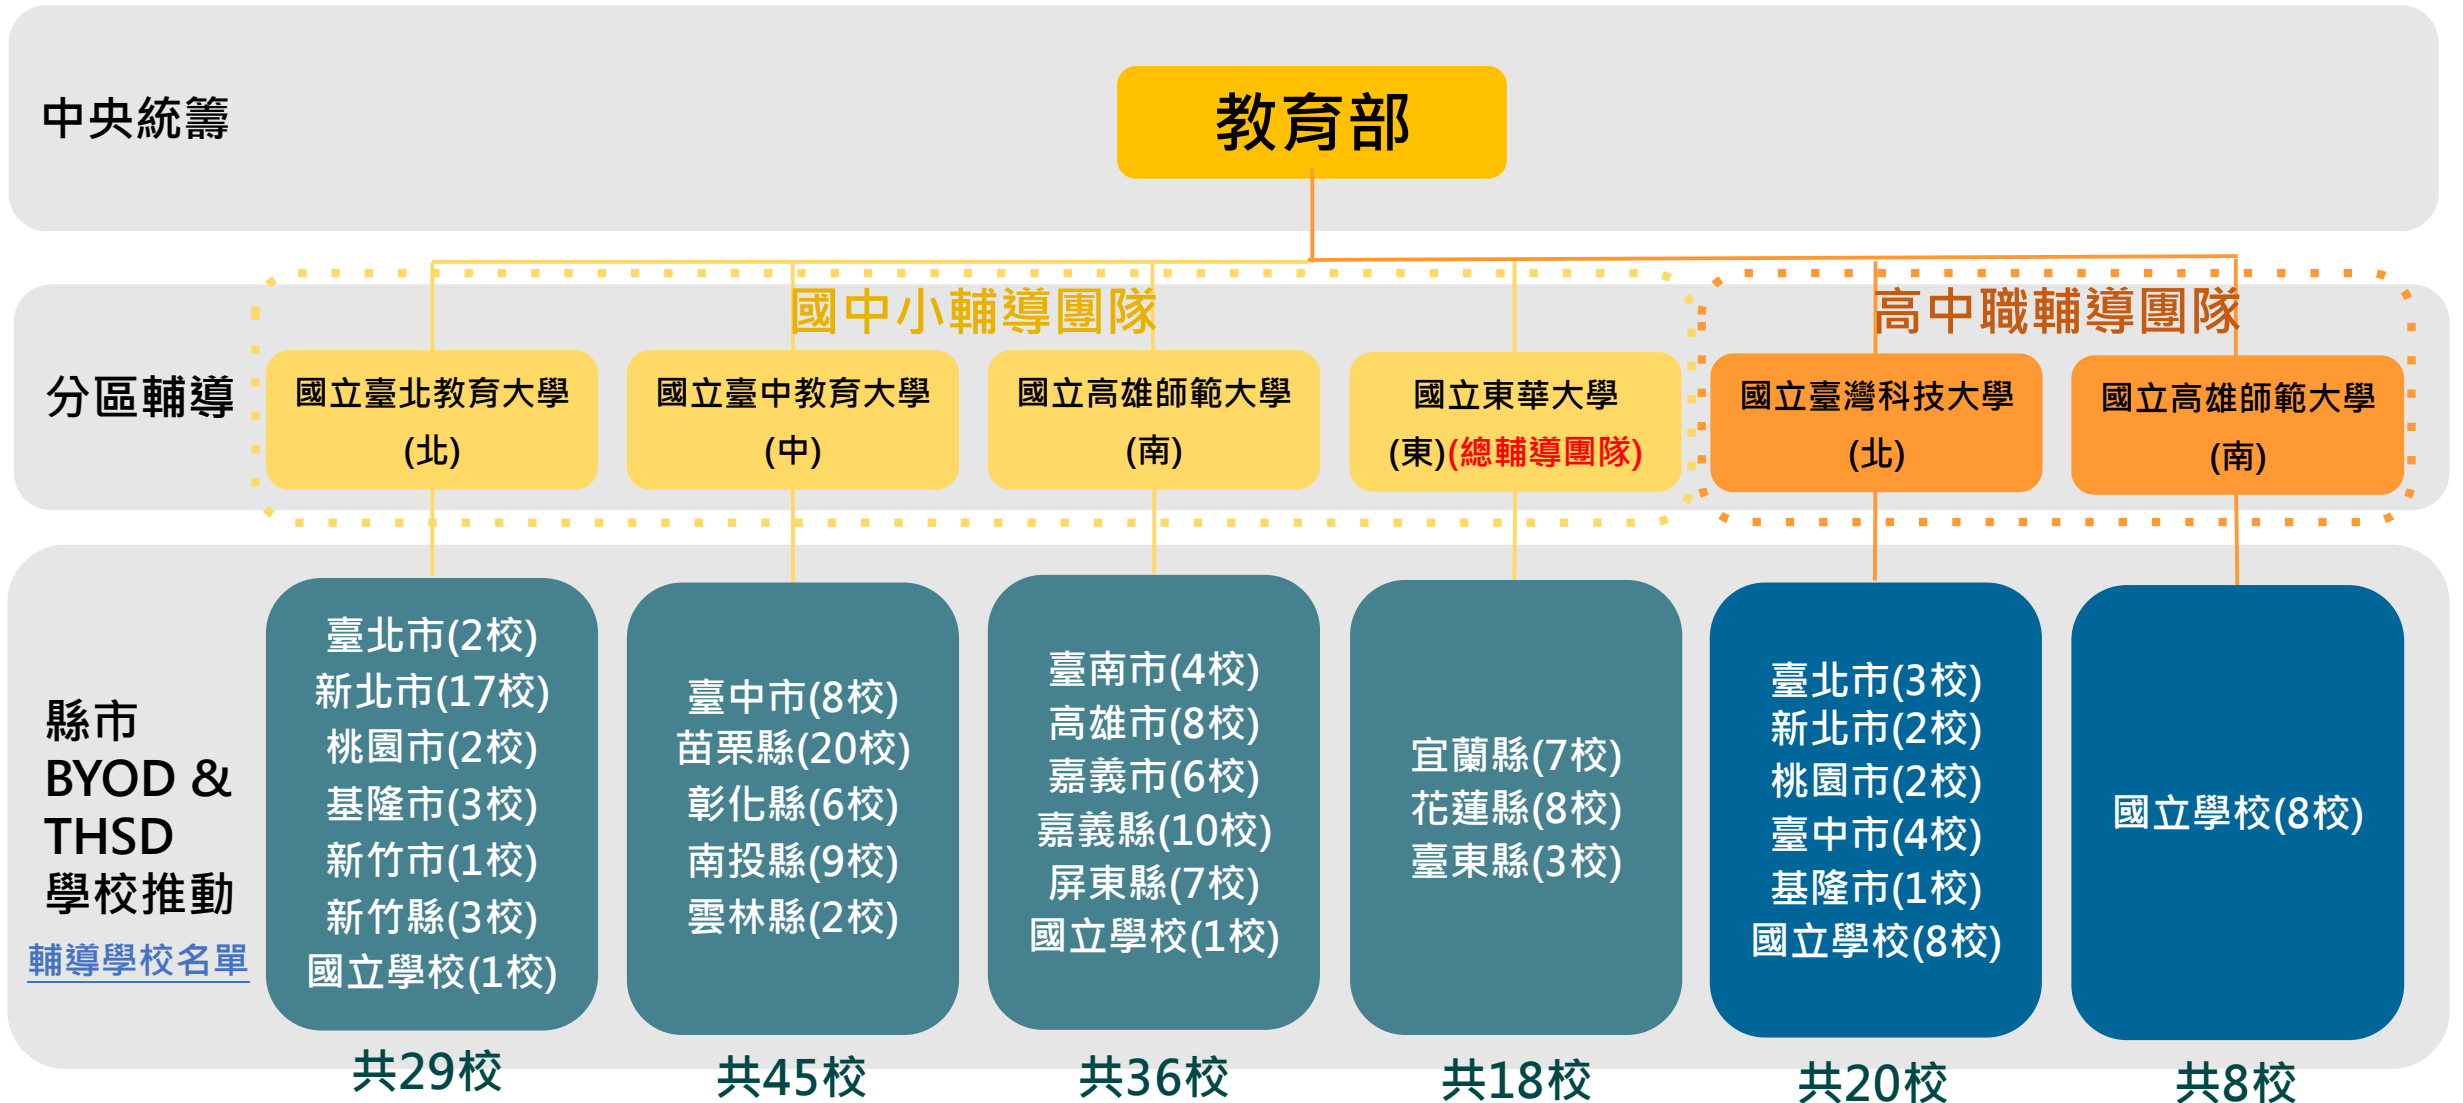 中央統籌
教育部
國中小輔導團隊
高中職輔導團隊
分區輔導
國立臺北教育大學
(北)
國立臺中教育大學
(中)
國立高雄師範大學
(南)
國立東華大學
(東)(總輔導團隊)
國立臺灣科技大學
(北)
國立高雄師範大學
(南)
縣市
BYOD &
THSD
學校推動
輔導學校名單
臺北市(2校)
新北市(17校)
桃園市(2校)
基隆市(3校)
新竹市(1校)
新竹縣(3校)
國立學校(1校)
共29校
臺中市(8校)
苗栗縣(20校)
彰化縣(6校)
南投縣(9校)
雲林縣(2校)
共45校
臺南市(4校)
高雄市(8校)
嘉義市(6校)
嘉義縣(10校)
屏東縣(7校)
國立學校(1校)
共36校
宜蘭縣(7校)
花蓮縣(8校)
臺東縣(3校)
共18校
臺北市(3校)
新北市(2校)
桃園市(2校)
臺中市(4校)
基隆市(1校)
國立學校(8校)
共20校
國立學校(8校)
共8校